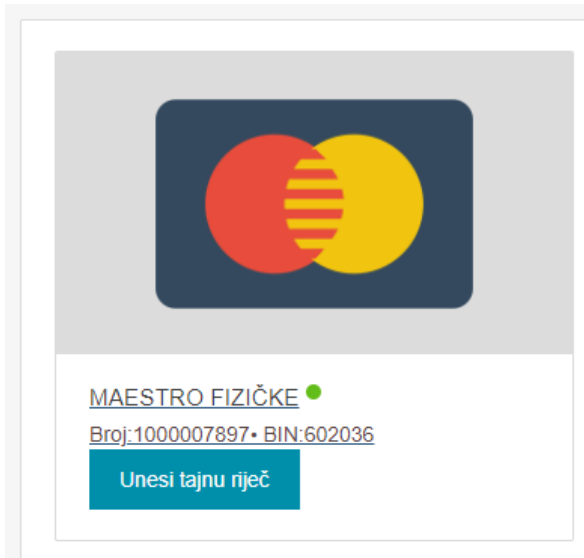 MAESTRO FIZIČKE
Broj:1000007897• BIN:602036
Unesi tajnu riječ